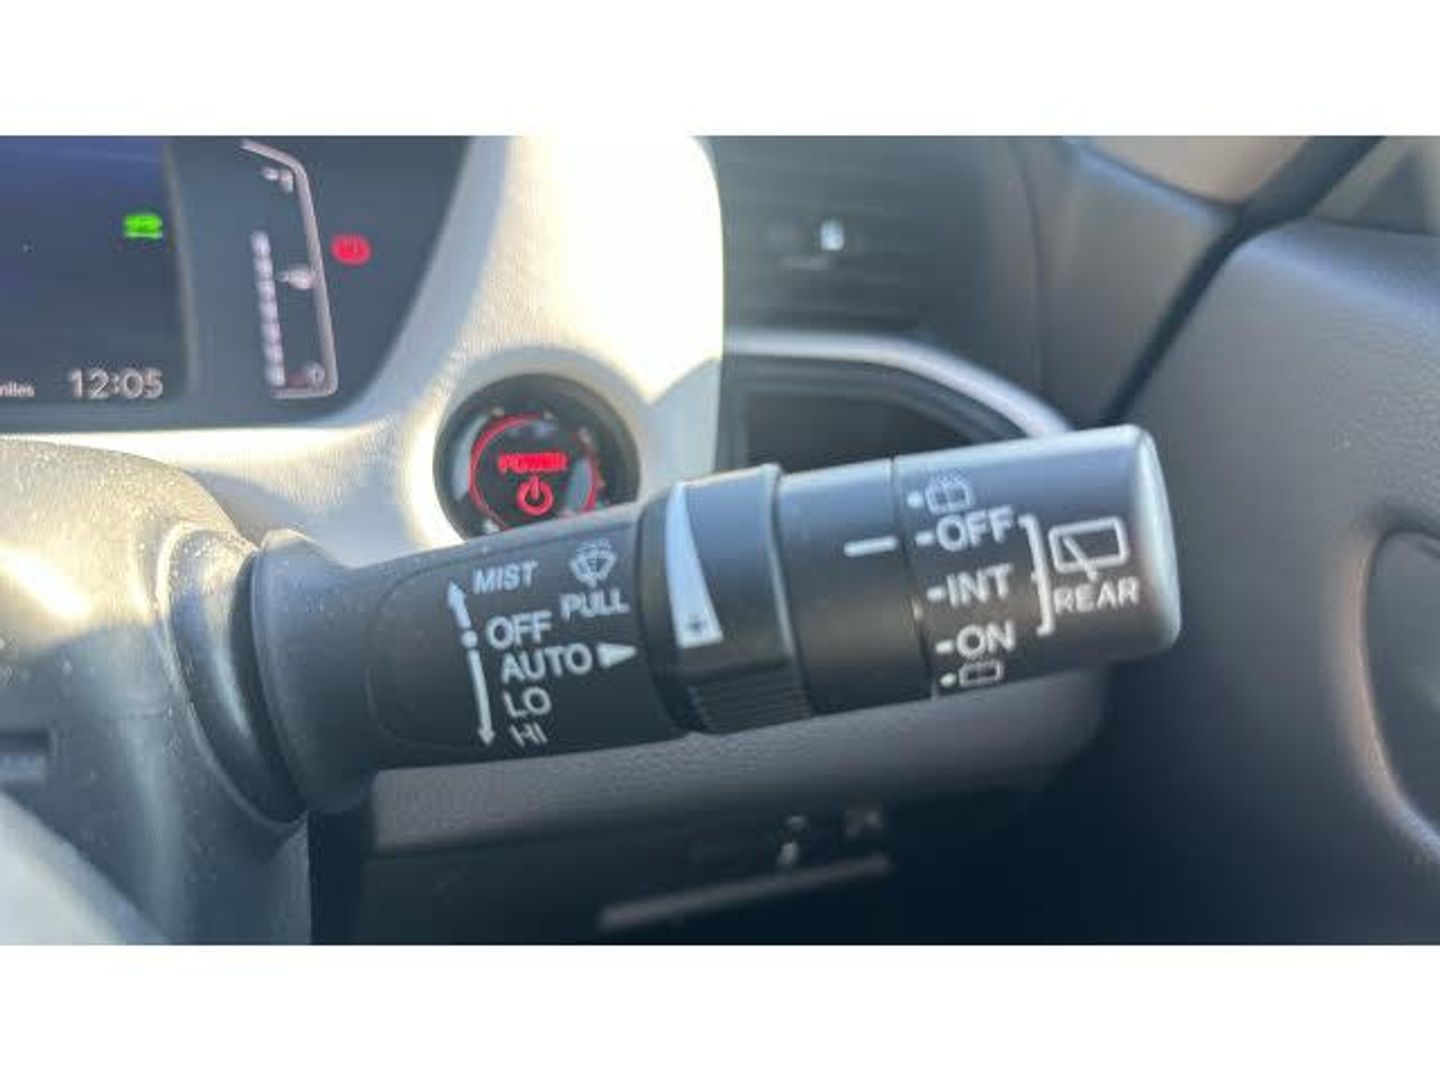 miles 12:05
POWER
MIST
PULL
OFF
AUTO
LO
HI
OFF
INT
ON
REAR